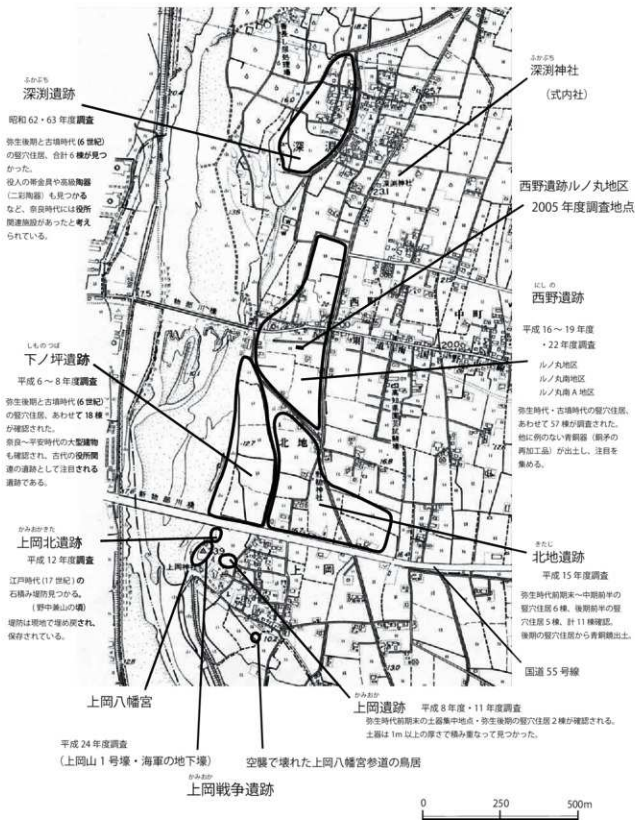 ふかぶち
深渕遺跡
昭和 62・63 年度調査
弥生後期と古墳時代 (6 世紀)
の竪穴住居、合計 6 棟が見つ
かった。
役人の帯金具や高級陶器
(二彩陶器) も見つかる
など、奈良時代には役所
関連施設があったと考え
られている。
ふかぶち
深渕神社
(式内社)
西野遺跡ルノ丸地区
2005 年度調査地点
にしの
西野遺跡
平成 16 〜 19 年度
・22 年度調査
ルノ丸地区
ルノ丸南地区
ルノ丸南 A 地区
弥生時代・古墳時代の竪穴住居、
あわせて 57 棟が調査された。
他に例のない青銅器 (銅矛の
再加工品) が出土し、注目を
集める。
しものつぼ
下ノ坪遺跡
平成 6 〜 8 年度調査
弥生後期と古墳時代 (6 世紀)
の竪穴住居、あわせて 18 棟
が確認された。
奈良〜平安時代の大型建物
も確認され、古代の役所関
連の遺跡として注目される
遺跡である。
かみおかきた
上岡北遺跡
平成 12 年度調査
江戸時代 (17 世紀) の
石積み堤防見つかる。
(野中兼山の頃)
堤防は現地で埋め戻され、
保存されている。
きたじ
北地遺跡
平成 15 年度調査
弥生時代前期末〜中期前半の
竪穴住居 6 棟、後期前半の竪
穴住居 5 棟、計 11 棟確認。
後期の竪穴住居から青銅鏡出土。
国道 55 号線
上岡八幡宮
かみおか
上岡遺跡
平成 8 年度・11 年度調査
弥生時代前期末の土器集中地点・弥生後期の竪穴住居 2 棟が確認される。
土器は 1m 以上の厚さで積み重なって見つかった。
平成 24 年度調査
(上岡山 1 号壕・海軍の地下壕)
空襲で壊れた上岡八幡宮参道の鳥居
かみおか
上岡戦争遺跡
深渕神社
深
西
町
北地
上岡神社
上
岡
0 250 500m